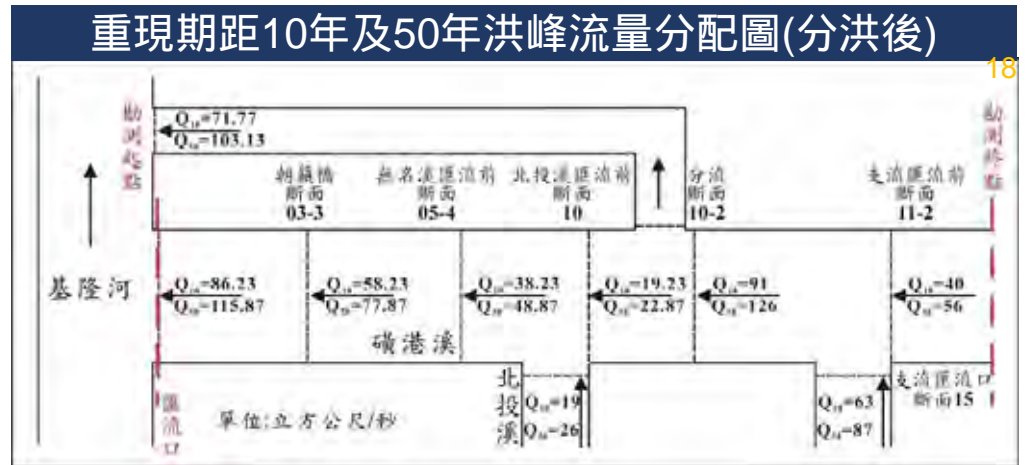 重現期距10年及50年洪峰流量分配圖(分洪後)
18
勘測起點
Q₁₀=71.77
Q₅₀=103.13
勘測終點
朝籟橋
斷面
03-3
無名溪匯流前
斷面
05-4
北投溪匯流前
斷面
10
分流
斷面
10-2
支流匯流前
斷面
11-2
基隆河
Q₁₀=86.23
Q₅₀=115.87
Q₁₀=58.23
Q₅₀=77.87
Q₁₀=38.23
Q₅₀=48.87
Q₁₀=19.23
Q₅₀=22.87
Q₁₀=91
Q₅₀=126
Q₁₀=40
Q₅₀=56
磺港溪
匯流口
單位:立方公尺/秒
北投溪
Q₁₀=19
Q₅₀=26
Q₁₀=63
Q₅₀=87
支流匯流口
斷面15